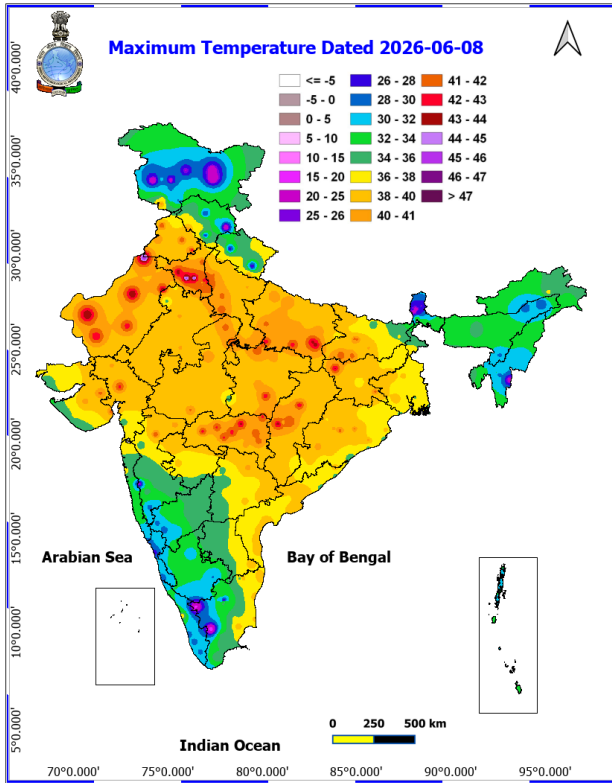 Maximum Temperature Dated 2026-06-08
<= -5
-5 - 0
0 - 5
5 - 10
10 - 15
15 - 20
20 - 25
25 - 26
26 - 28
28 - 30
30 - 32
32 - 34
34 - 36
36 - 38
38 - 40
40 - 41
41 - 42
42 - 43
43 - 44
44 - 45
45 - 46
46 - 47
> 47
40°0.000'
35°0.000'
30°0.000'
25°0.000'
20°0.000'
15°0.000'
10°0.000'
5°0.000'
Arabian Sea
Bay of Bengal
Indian Ocean
0 250 500 km
70°0.000' 75°0.000' 80°0.000' 85°0.000' 90°0.000' 95°0.000'